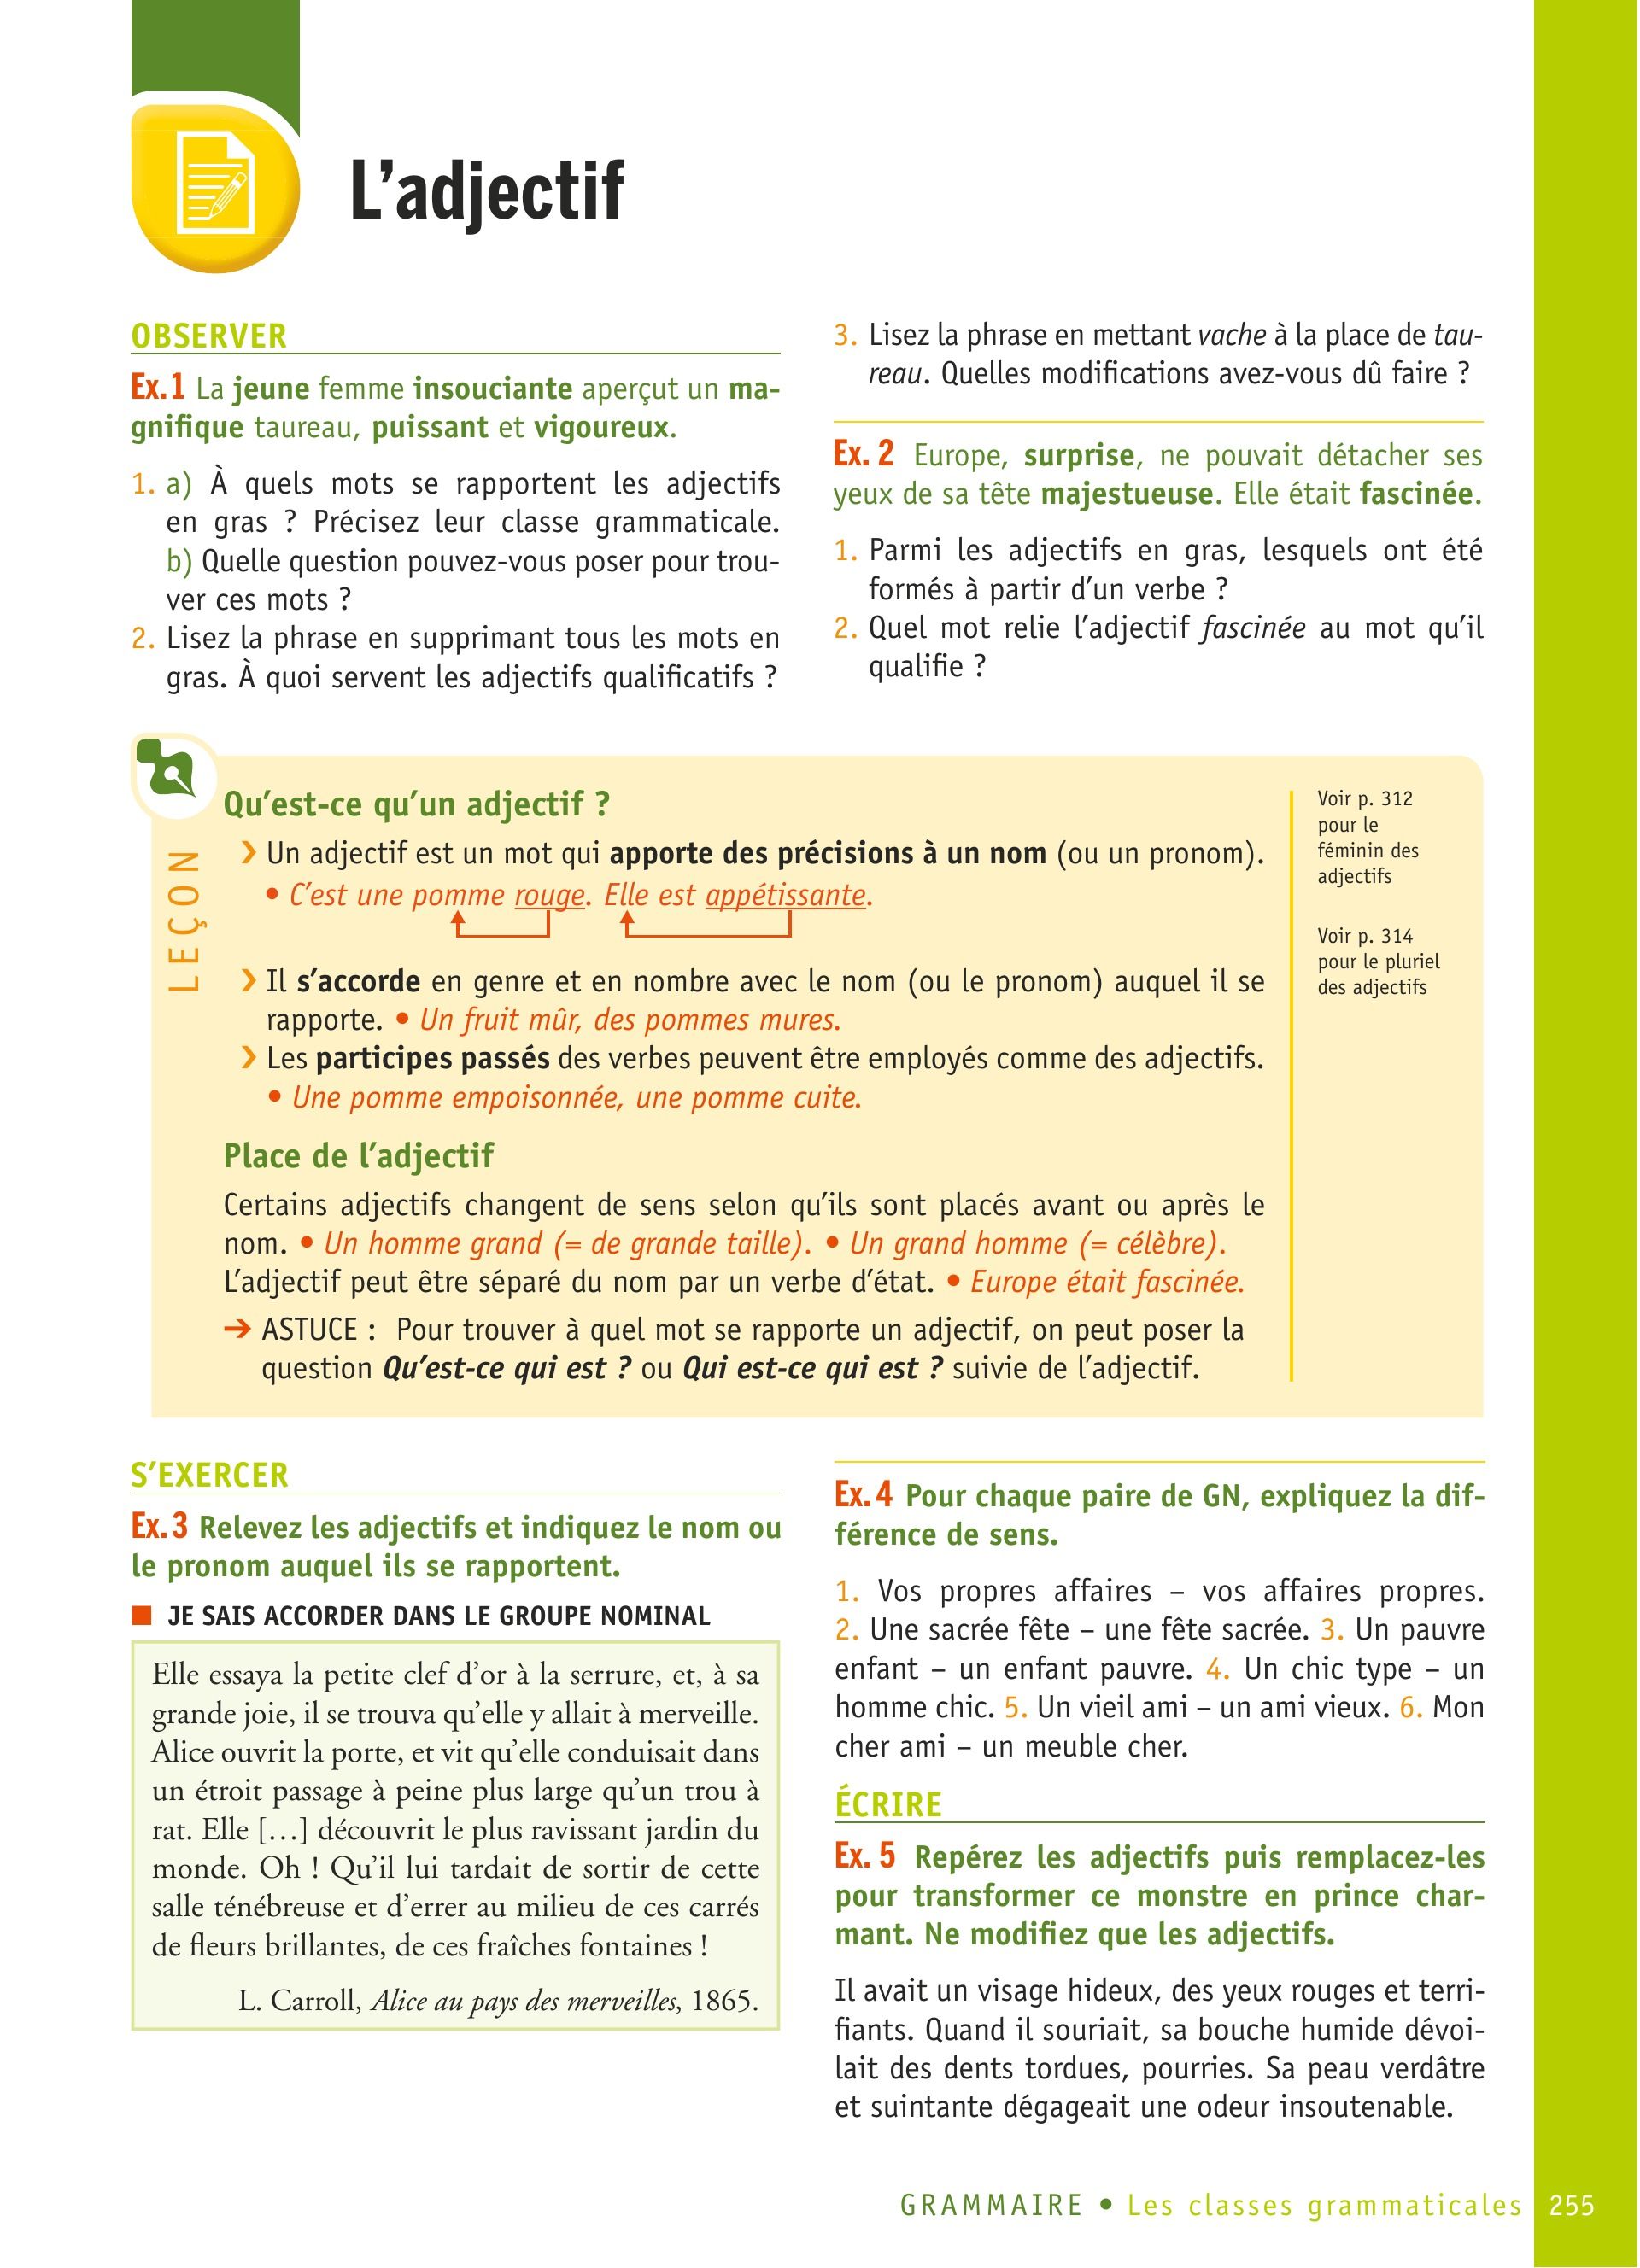 L'adjectif
OBSERVER
Ex.1 La jeune femme insouciante aperçut un ma-
gnifique taureau, puissant et vigoureux.
1. a) À quels mots se rapportent les adjectifs
en gras ? Précisez leur classe grammaticale.
b) Quelle question pouvez-vous poser pour trou-
ver ces mots ?
2. Lisez la phrase en supprimant tous les mots en
gras. À quoi servent les adjectifs qualificatifs ?
3. Lisez la phrase en mettant vache à la place de tau-
reau. Quelles modifications avez-vous dû faire ?
Ex. 2 Europe, surprise, ne pouvait détacher ses
yeux de sa tête majestueuse. Elle était fascinée.
1. Parmi les adjectifs en gras, lesquels ont été
formés à partir d'un verbe ?
2. Quel mot relie l'adjectif fascinée au mot qu'il
qualifie ?
LEÇON
Qu'est-ce qu'un adjectif ?
› Un adjectif est un mot qui apporte des précisions à un nom (ou un pronom).
• C'est une pomme rouge. Elle est appétissante.
› Il s'accorde en genre et en nombre avec le nom (ou le pronom) auquel il se
rapporte. • Un fruit mûr, des pommes mures.
› Les participes passés des verbes peuvent être employés comme des adjectifs.
• Une pomme empoisonnée, une pomme cuite.
Place de l'adjectif
Certains adjectifs changent de sens selon qu'ils sont placés avant ou après le
nom. • Un homme grand (= de grande taille). • Un grand homme (= célèbre).
L'adjectif peut être séparé du nom par un verbe d'état. • Europe était fascinée.
→ ASTUCE : Pour trouver à quel mot se rapporte un adjectif, on peut poser la
question Qu'est-ce qui est ? ou Qui est-ce qui est ? suivie de l'adjectif.
Voir p. 312
pour le
féminin des
adjectifs
Voir p. 314
pour le pluriel
des adjectifs
S'EXERCER
Ex.3 Relevez les adjectifs et indiquez le nom ou
le pronom auquel ils se rapportent.
■ JE SAIS ACCORDER DANS LE GROUPE NOMINAL
Elle essaya la petite clef d'or à la serrure, et, à sa
grande joie, il se trouva qu'elle y allait à merveille.
Alice ouvrit la porte, et vit qu'elle conduisait dans
un étroit passage à peine plus large qu'un trou à
rat. Elle […] découvrit le plus ravissant jardin du
monde. Oh ! Qu'il lui tardait de sortir de cette
salle ténébreuse et d'errer au milieu de ces carrés
de fleurs brillantes, de ces fraîches fontaines !
L. Carroll, Alice au pays des merveilles, 1865.
Ex.4 Pour chaque paire de GN, expliquez la dif-
férence de sens.
1. Vos propres affaires – vos affaires propres.
2. Une sacrée fête – une fête sacrée. 3. Un pauvre
enfant – un enfant pauvre. 4. Un chic type – un
homme chic. 5. Un vieil ami – un ami vieux. 6. Mon
cher ami – un meuble cher.
ÉCRIRE
Ex. 5 Repérez les adjectifs puis remplacez-les
pour transformer ce monstre en prince char-
mant. Ne modifiez que les adjectifs.
Il avait un visage hideux, des yeux rouges et terri-
fiants. Quand il souriait, sa bouche humide dévoi-
lait des dents tordues, pourries. Sa peau verdâtre
et suintante dégageait une odeur insoutenable.
GRAMMAIRE • Les classes grammaticales 255